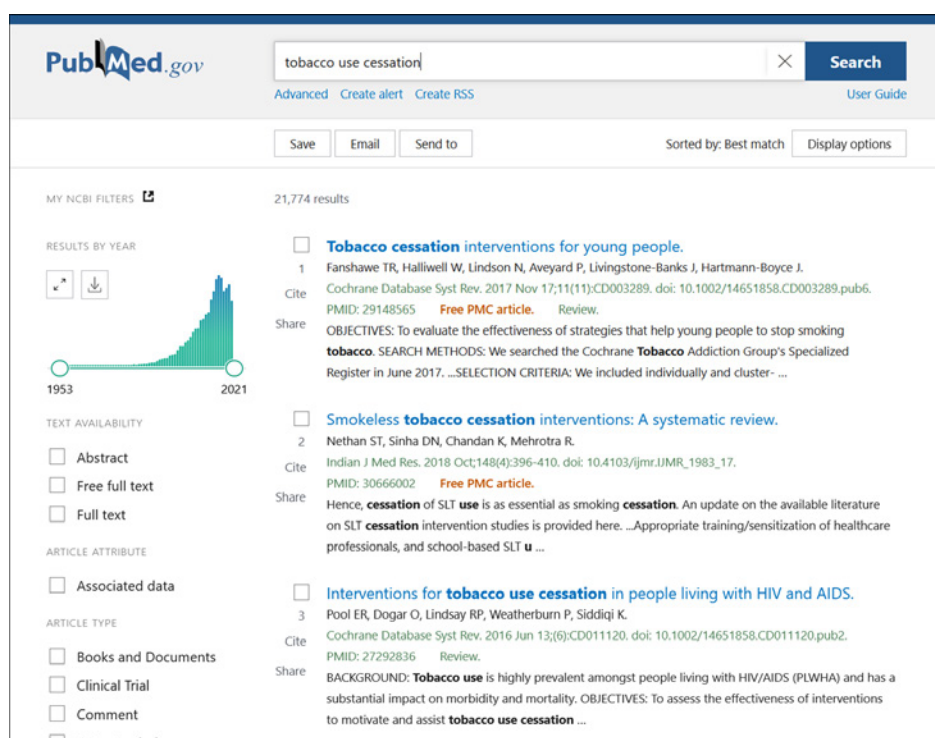 PubMed.gov
tobacco use cessation
Search
Advanced Create alert Create RSS
User Guide
Save Email Send to
Sorted by: Best match Display options
MY NCBI FILTERS
21,774 results
RESULTS BY YEAR
1953 2021
TEXT AVAILABILITY
Abstract
Free full text
Full text
ARTICLE ATTRIBUTE
Associated data
ARTICLE TYPE
Books and Documents
Clinical Trial
Comment
Tobacco cessation interventions for young people.
1
Cite
Share
Fanshawe TR, Halliwell W, Lindson N, Aveyard P, Livingstone-Banks J, Hartmann-Boyce J.
Cochrane Database Syst Rev. 2017 Nov 17;11(11):CD003289. doi: 10.1002/14651858.CD003289.pub6.
PMID: 29148565 Free PMC article. Review.
OBJECTIVES: To evaluate the effectiveness of strategies that help young people to stop smoking
tobacco. SEARCH METHODS: We searched the Cochrane Tobacco Addiction Group's Specialized
Register in June 2017. ...SELECTION CRITERIA: We included individually and cluster- ...
Smokeless tobacco cessation interventions: A systematic review.
2
Cite
Share
Nethan ST, Sinha DN, Chandan K, Mehrotra R.
Indian J Med Res. 2018 Oct;148(4):396-410. doi: 10.4103/ijmr.IJMR_1983_17.
PMID: 30666002 Free PMC article.
Hence, cessation of SLT use is as essential as smoking cessation. An update on the available literature
on SLT cessation intervention studies is provided here. ...Appropriate training/sensitization of healthcare
professionals, and school-based SLT u ...
Interventions for tobacco use cessation in people living with HIV and AIDS.
3
Cite
Share
Pool ER, Dogar O, Lindsay RP, Weatherburn P, Siddiqi K.
Cochrane Database Syst Rev. 2016 Jun 13;(6):CD011120. doi: 10.1002/14651858.CD011120.pub2.
PMID: 27292836 Review.
BACKGROUND: Tobacco use is highly prevalent amongst people living with HIV/AIDS (PLWHA) and has a
substantial impact on morbidity and mortality. OBJECTIVES: To assess the effectiveness of interventions
to motivate and assist tobacco use cessation ...